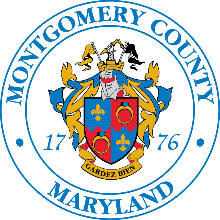 MONTGOMERY COUNTY
17 76
GARDEZ BIEN
MARYLAND